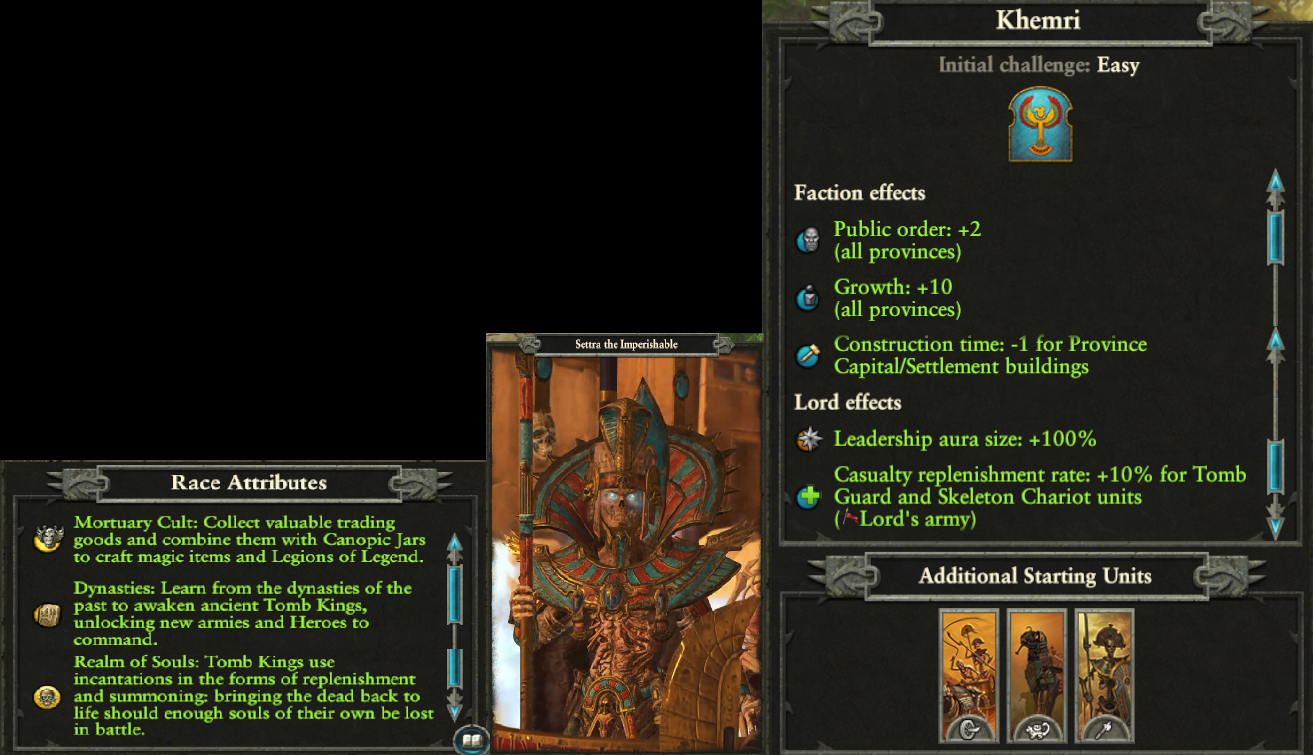 Khemri
Initial challenge: Easy
Faction effects
Public order: +2
(all provinces)
Growth: +10
(all provinces)
Construction time: -1 for Province
Capital/Settlement buildings
Lord effects
Leadership aura size: +100%
Casualty replenishment rate: +10% for Tomb
Guard and Skeleton Chariot units
(Lord's army)
Additional Starting Units
Settra the Imperishable
Race Attributes
Mortuary Cult: Collect valuable trading
goods and combine them with Canopic Jars
to craft magic items and Legions of Legend.
Dynasties: Learn from the dynasties of the
past to awaken ancient Tomb Kings,
unlocking new armies and Heroes to
command.
Realm of Souls: Tomb Kings use
incantations in the forms of replenishment
and summoning: bringing the dead back to
life should enough souls of their own be lost
in battle.